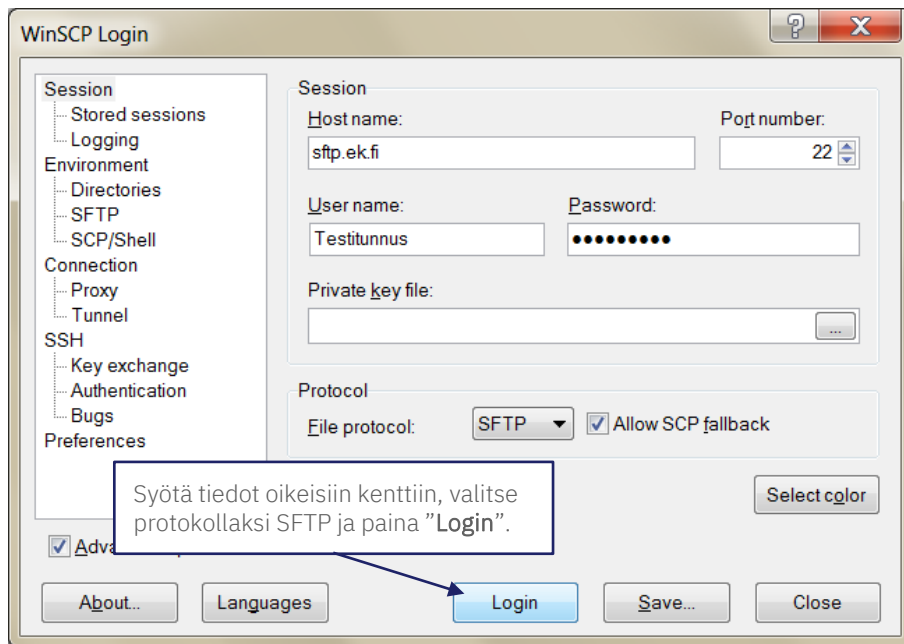 WinSCP Login
Session
Stored sessions
Logging
Environment
Directories
SFTP
SCP/Shell
Connection
Proxy
Tunnel
SSH
Key exchange
Authentication
Bugs
Preferences
Session
Host name:
Port number:
sftp.ek.fi
22
User name:
Password:
Testitunnus
●●●●●●●●●
Private key file:
...
Protocol
File protocol:
SFTP
Allow SCP fallback
Select color
Syötä tiedot oikeisiin kenttiin, valitse
protokollaksi SFTP ja paina ”Login”.
About...
Languages
Login
Save...
Close